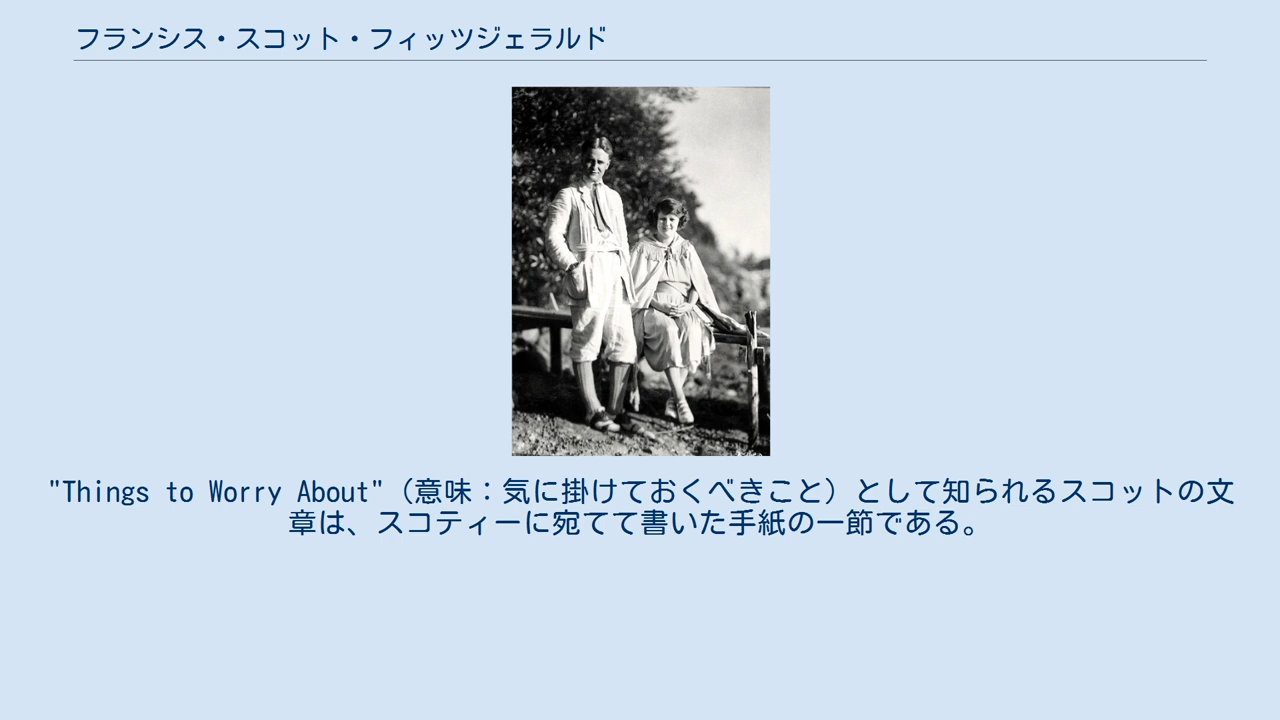 フランシス・スコット・フィッツジェラルド
"Things to Worry About"（意味：気に掛けておくべきこと）として知られるスコットの文
章は、スコティーに宛てて書いた手紙の一節である。